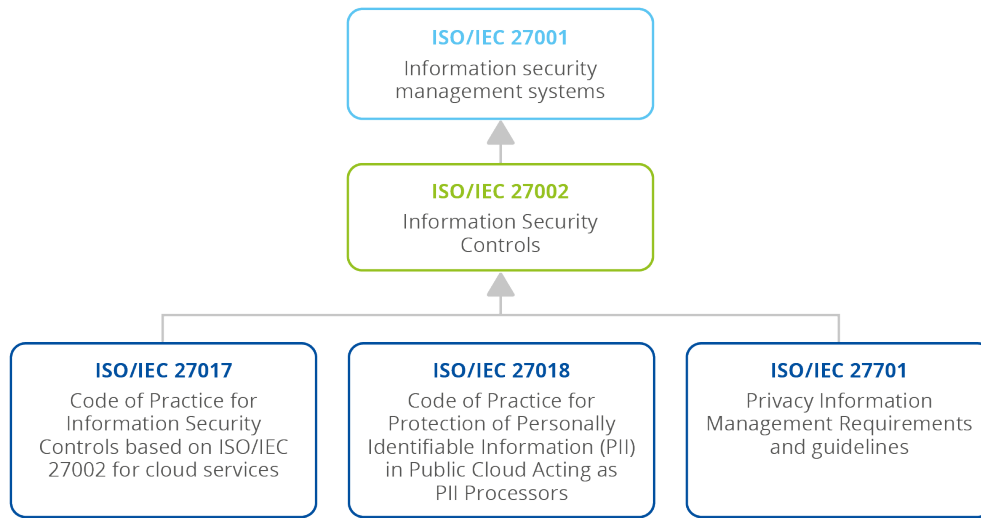 ISO/IEC 27001
Information security
management systems
ISO/IEC 27002
Information Security
Controls
ISO/IEC 27017
Code of Practice for
Information Security
Controls based on ISO/IEC
27002 for cloud services
ISO/IEC 27018
Code of Practice for
Protection of Personally
Identifiable Information (PII)
in Public Cloud Acting as
PII Processors
ISO/IEC 27701
Privacy Information
Management Requirements
and guidelines